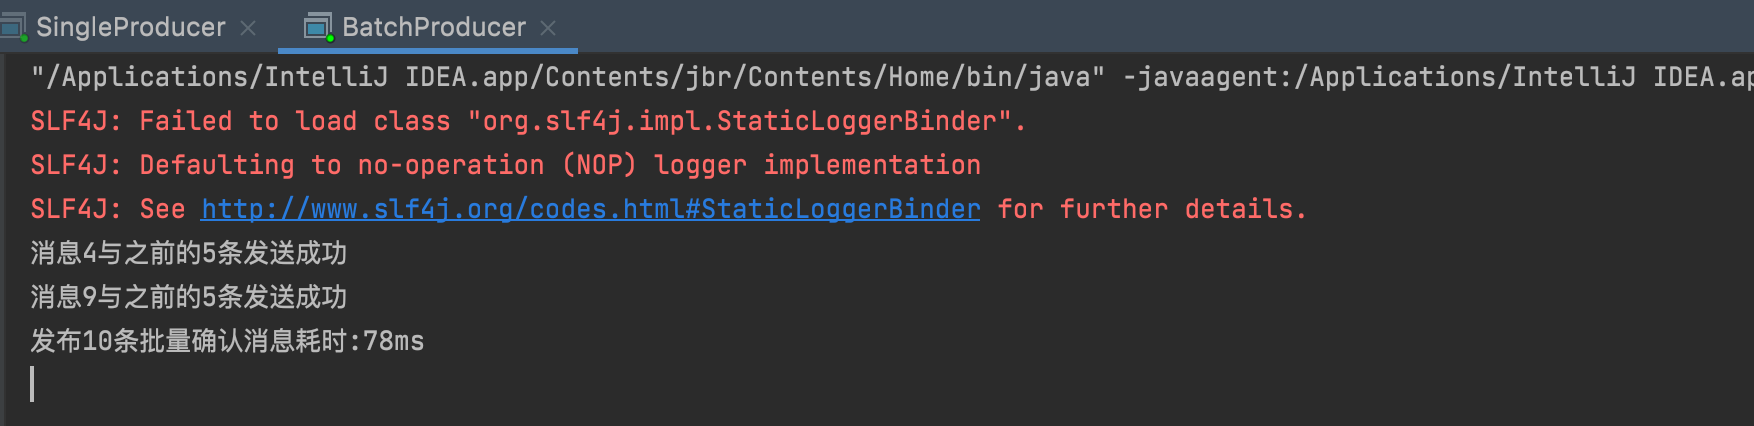 SingleProducer BatchProducer
"/Applications/IntelliJ IDEA.app/Contents/jbr/Contents/Home/bin/java" -javaagent:/Applications/IntelliJ IDEA.ap
SLF4J: Failed to load class "org.slf4j.impl.StaticLoggerBinder".
SLF4J: Defaulting to no-operation (NOP) logger implementation
SLF4J: See http://www.slf4j.org/codes.html#StaticLoggerBinder for further details.
消息4与之前的5条发送成功
消息9与之前的5条发送成功
发布10条批量确认消息耗时:78ms